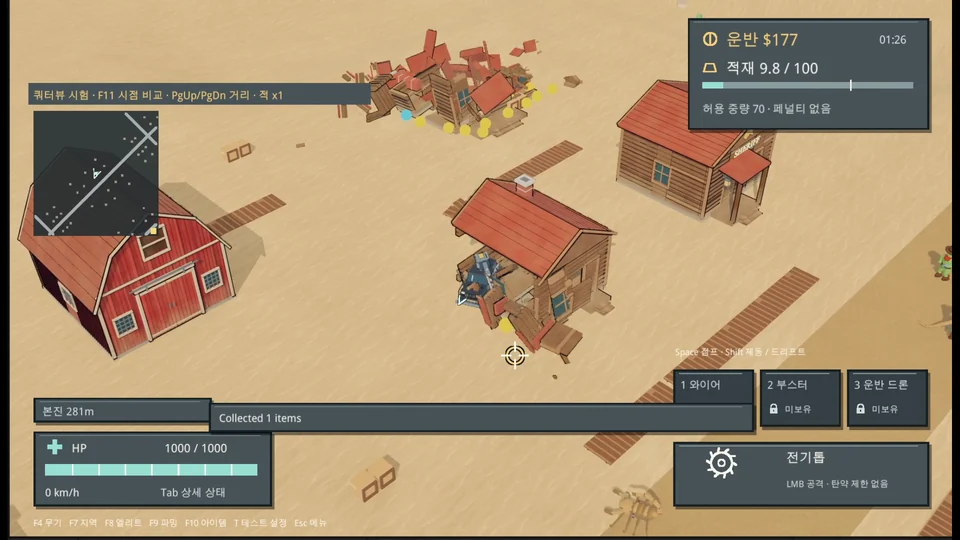 운반 $177
01:26
적재 9.8 / 100
허용 중량 70 · 페널티 없음
쿼터뷰 시험 · F11 시점 비교 · PgUp/PgDn 거리 · 적 x1
SHERIFF
Space 점프 · Shift 제동 / 드리프트
1 와이어
2 부스터
미보유
3 운반 드론
미보유
본진 281m
Collected 1 items
HP
1000 / 1000
0 km/h
Tab 상세 상태
전기톱
LMB 공격 · 탄약 제한 없음
F4 무기 F7 지역 F8 엘리트 F9 파밍 F10 아이템 T 테스트 설정 Esc 메뉴